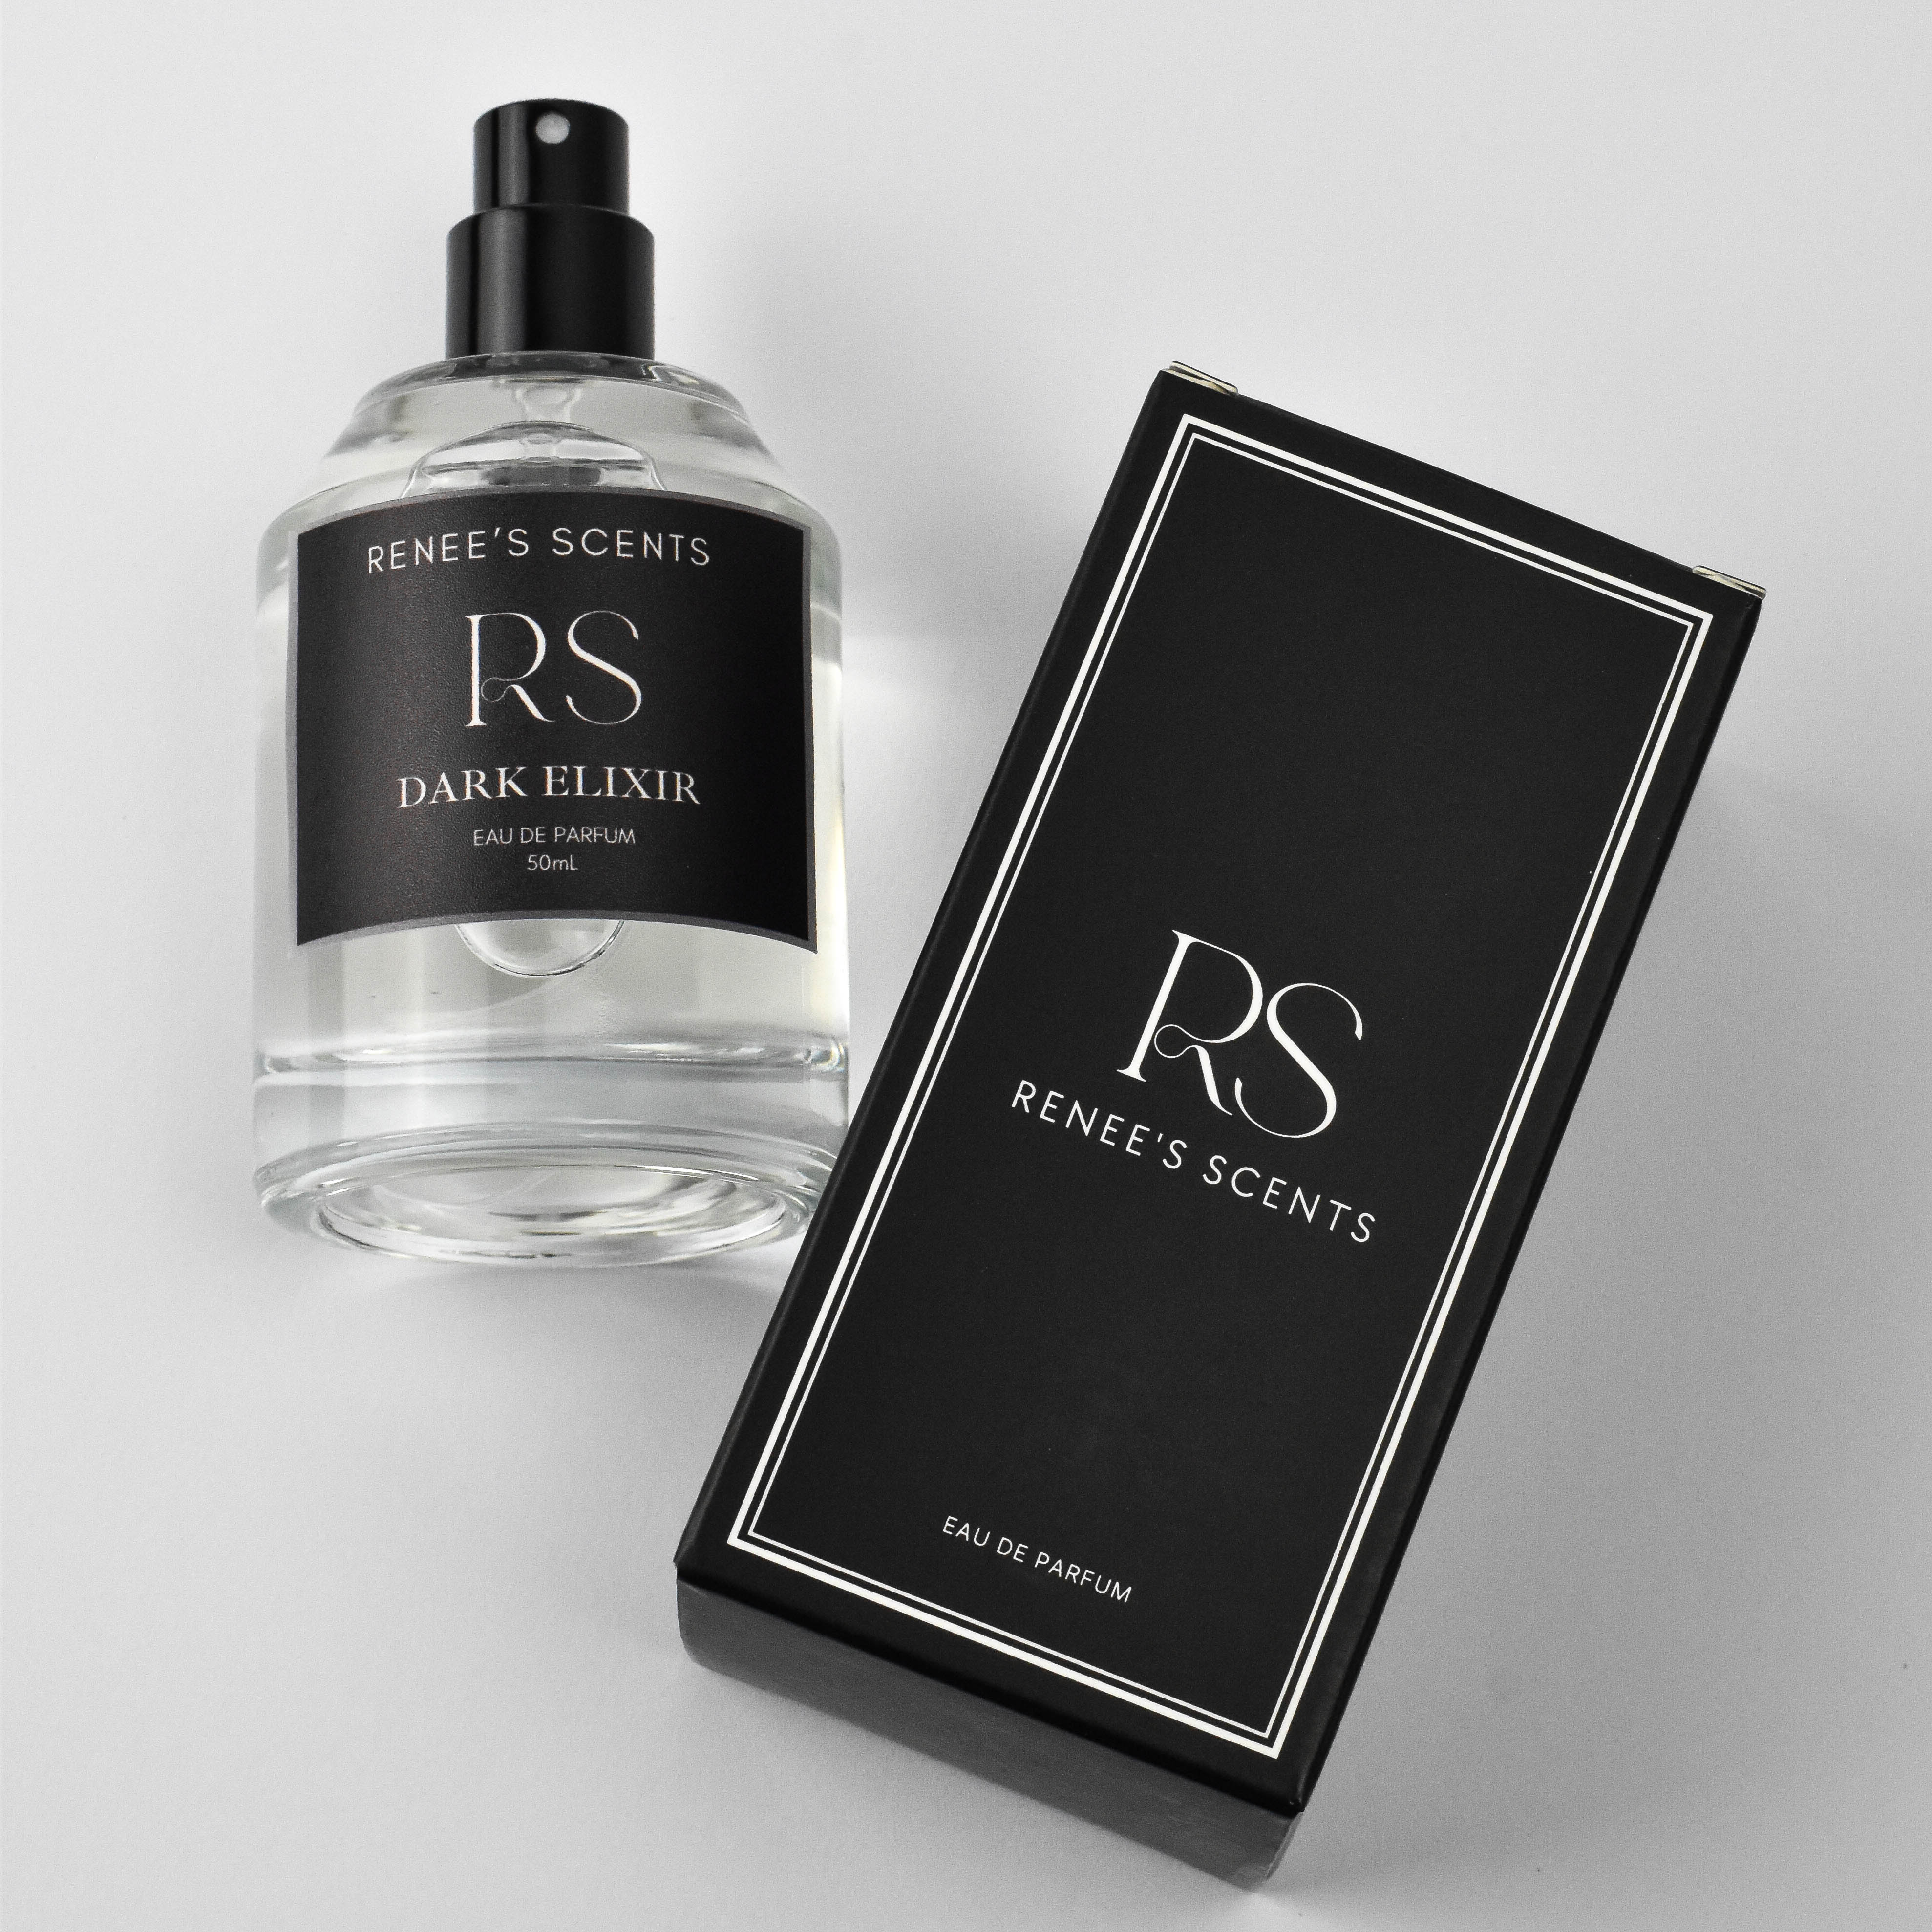 RENEE'S SCENTS
RS
DARK ELIXIR
EAU DE PARFUM
50mL
RS
RENEE'S SCENTS
EAU DE PARFUM